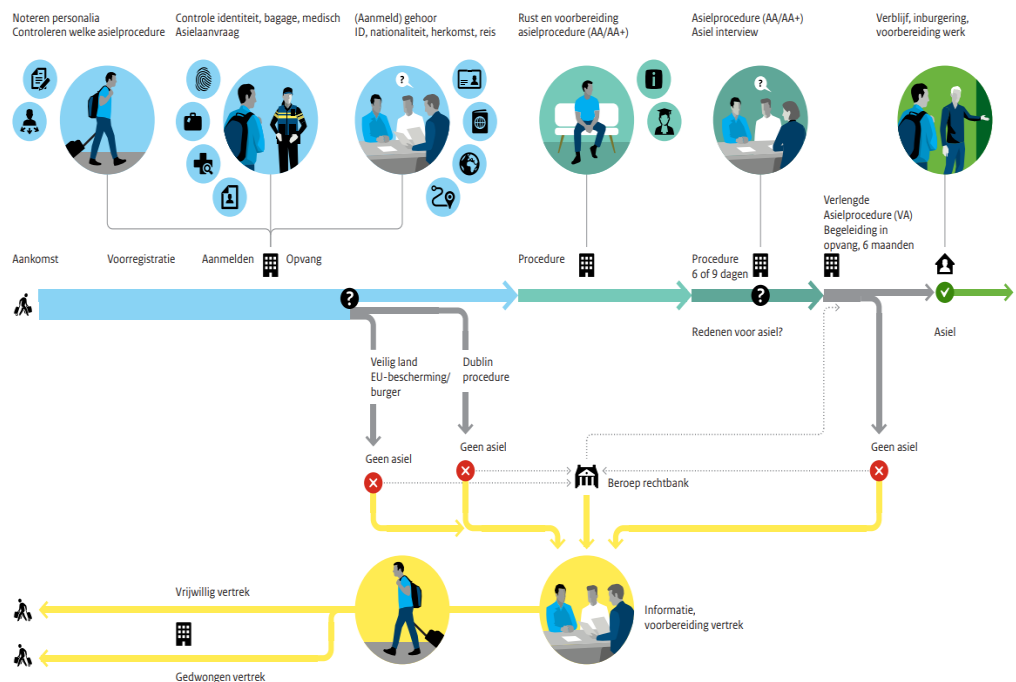 Noteren personalia
Controleren welke asielprocedure
Controle identiteit, bagage, medisch
Asielaanvraag
(Aanmeld) gehoor
ID, nationaliteit, herkomst, reis
Rust en voorbereiding
asielprocedure (AA/AA+)
Asielprocedure (AA/AA+)
Asiel interview
Verblijf, inburgering,
voorbereiding werk
?
i
?
Verlengde
Asielprocedure (VA)
Begeleiding in
opvang, 6 maanden
Aankomst
Voorregistratie
Aanmelden
Opvang
Procedure
Procedure
6 of 9 dagen
?
?
Redenen voor asiel?
Asiel
Veilig land
EU-bescherming/
burger
Dublin
procedure
Geen asiel
Geen asiel
Geen asiel
Beroep rechtbank
Vrijwillig vertrek
Informatie,
voorbereiding vertrek
Gedwongen vertrek